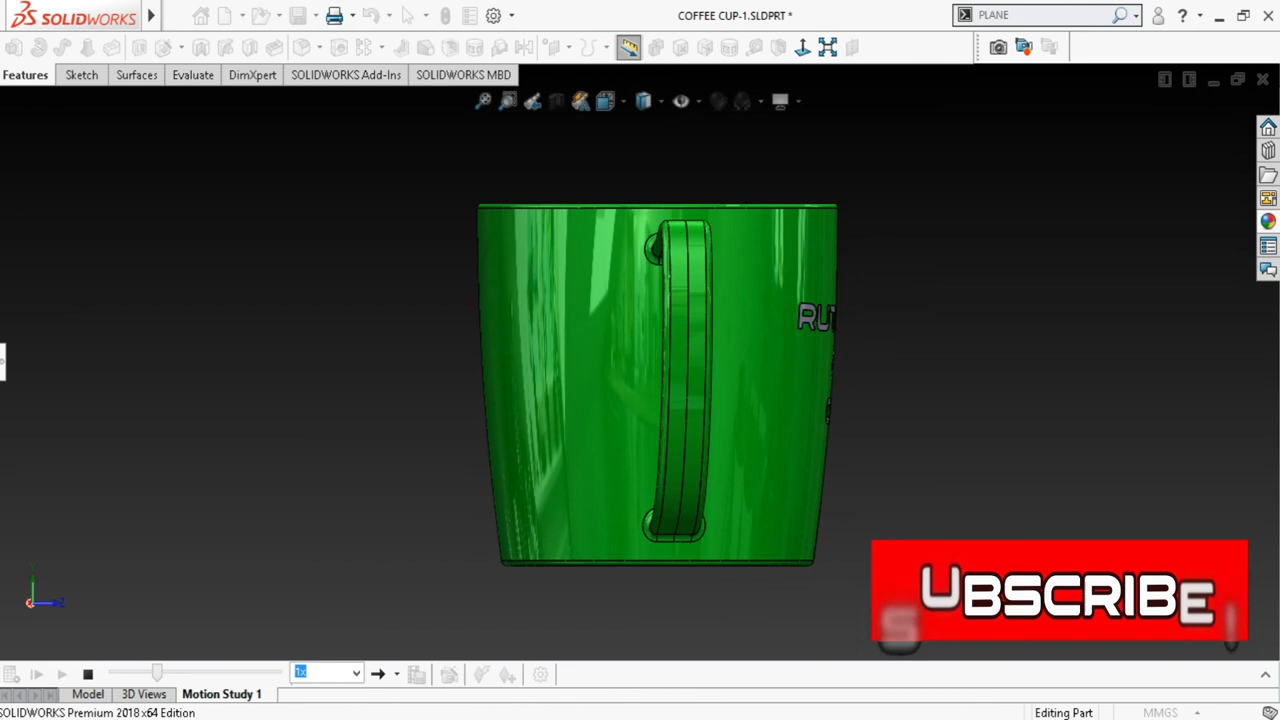 SOLIDWORKS
COFFEE CUP-1.SLDPRT *
PLANE
Features
Sketch
Surfaces
Evaluate
DimXpert
SOLIDWORKS Add-Ins
SOLIDWORKS MBD
RU
UBSCRIBE
S
1x
Model
3D Views
Motion Study 1
SOLIDWORKS Premium 2018 x64 Edition
Editing Part
MMGS